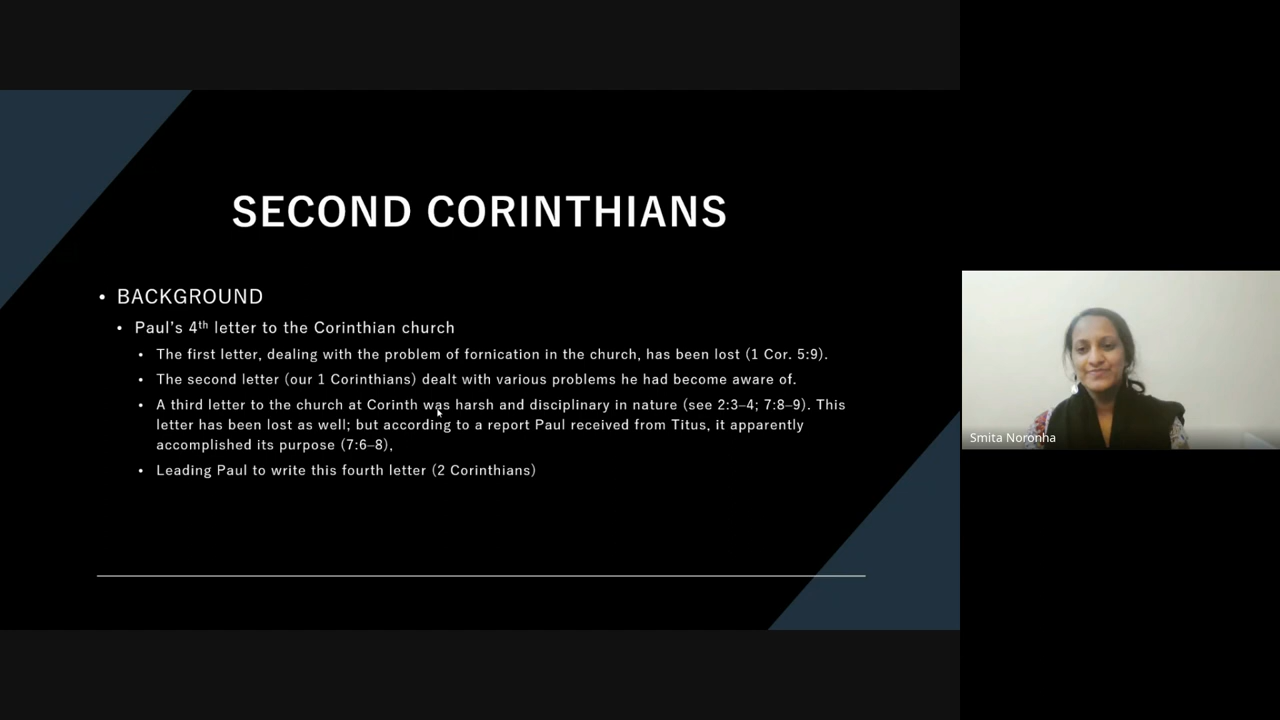 SECOND CORINTHIANS
• BACKGROUND
• Paul's 4th letter to the Corinthian church
• The first letter, dealing with the problem of fornication in the church, has been lost (1 Cor. 5:9).
• The second letter (our 1 Corinthians) dealt with various problems he had become aware of.
• A third letter to the church at Corinth was harsh and disciplinary in nature (see 2:3–4; 7:8–9). This
letter has been lost as well; but according to a report Paul received from Titus, it apparently
accomplished its purpose (7:6–8),
• Leading Paul to write this fourth letter (2 Corinthians)
Smita Noronha